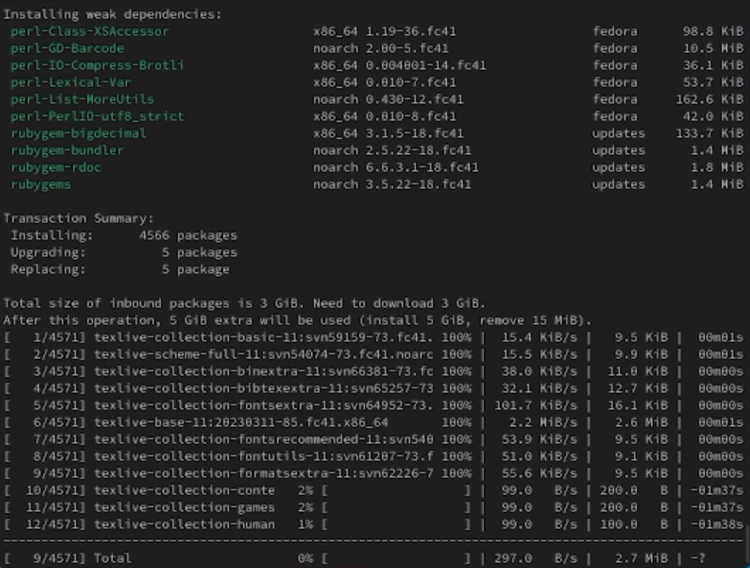 Installing weak dependencies:
perl-Class-XSAccessor x86_64 1.19-36.fc41 fedora 98.8 KiB
perl-GD-Barcode noarch 2.00-5.fc41 fedora 10.5 MiB
perl-IO-Compress-Brotli x86_64 0.004001-14.fc41 fedora 36.1 KiB
perl-Lexical-Var x86_64 0.010-7.fc41 fedora 53.7 KiB
perl-List-MoreUtils noarch 0.430-12.fc41 fedora 162.6 KiB
perl-PerlIO-utf8_strict x86_64 0.010-8.fc41 fedora 42.0 KiB
rubygem-bigdecimal x86_64 3.1.5-18.fc41 updates 133.7 KiB
rubygem-bundler noarch 2.5.22-18.fc41 updates 1.4 MiB
rubygem-rdoc noarch 6.6.3.1-18.fc41 updates 1.8 MiB
rubygems noarch 3.5.22-18.fc41 updates 1.4 MiB
Transaction Summary:
Installing: 4566 packages
Upgrading: 5 packages
Replacing: 5 package
Total size of inbound packages is 3 GiB. Need to download 3 GiB.
After this operation, 5 GiB extra will be used (install 5 GiB, remove 15 MiB).
[ 1/4571] texlive-collection-basic-11:svn59159-73.fc41. 100% | 15.4 KiB/s | 9.5 KiB | 00m01s
[ 2/4571] texlive-scheme-full-11:svn54074-73.fc41.noarc 100% | 15.5 KiB/s | 9.9 KiB | 00m01s
[ 3/4571] texlive-collection-binextra-11:svn66381-73.fc 100% | 38.0 KiB/s | 11.0 KiB | 00m00s
[ 4/4571] texlive-collection-bibtexextra-11:svn65257-73 100% | 32.1 KiB/s | 12.7 KiB | 00m00s
[ 5/4571] texlive-collection-fontsextra-11:svn64952-73. 100% | 101.7 KiB/s | 16.1 KiB | 00m00s
[ 6/4571] texlive-base-11:20230311-85.fc41.x86_64 100% | 2.2 MiB/s | 2.6 MiB | 00m01s
[ 7/4571] texlive-collection-fontsrecommended-11:svn540 100% | 53.9 KiB/s | 9.5 KiB | 00m00s
[ 8/4571] texlive-collection-fontutils-11:svn61207-73.f 100% | 51.0 KiB/s | 9.1 KiB | 00m00s
[ 9/4571] texlive-collection-formatsextra-11:svn62226-7 100% | 55.6 KiB/s | 9.5 KiB | 00m00s
[ 10/4571] texlive-collection-conte 2% [ ] | 99.0 B/s | 200.0 B | -01m37s
[ 11/4571] texlive-collection-games 2% [ ] | 99.0 B/s | 200.0 B | -01m37s
[ 12/4571] texlive-collection-human 1% [ ] | 99.0 B/s | 100.0 B | -01m38s
--------------------------------------------------------------------------------
[ 9/4571] Total 0% [ ] | 297.0 B/s | 2.7 MiB | -?